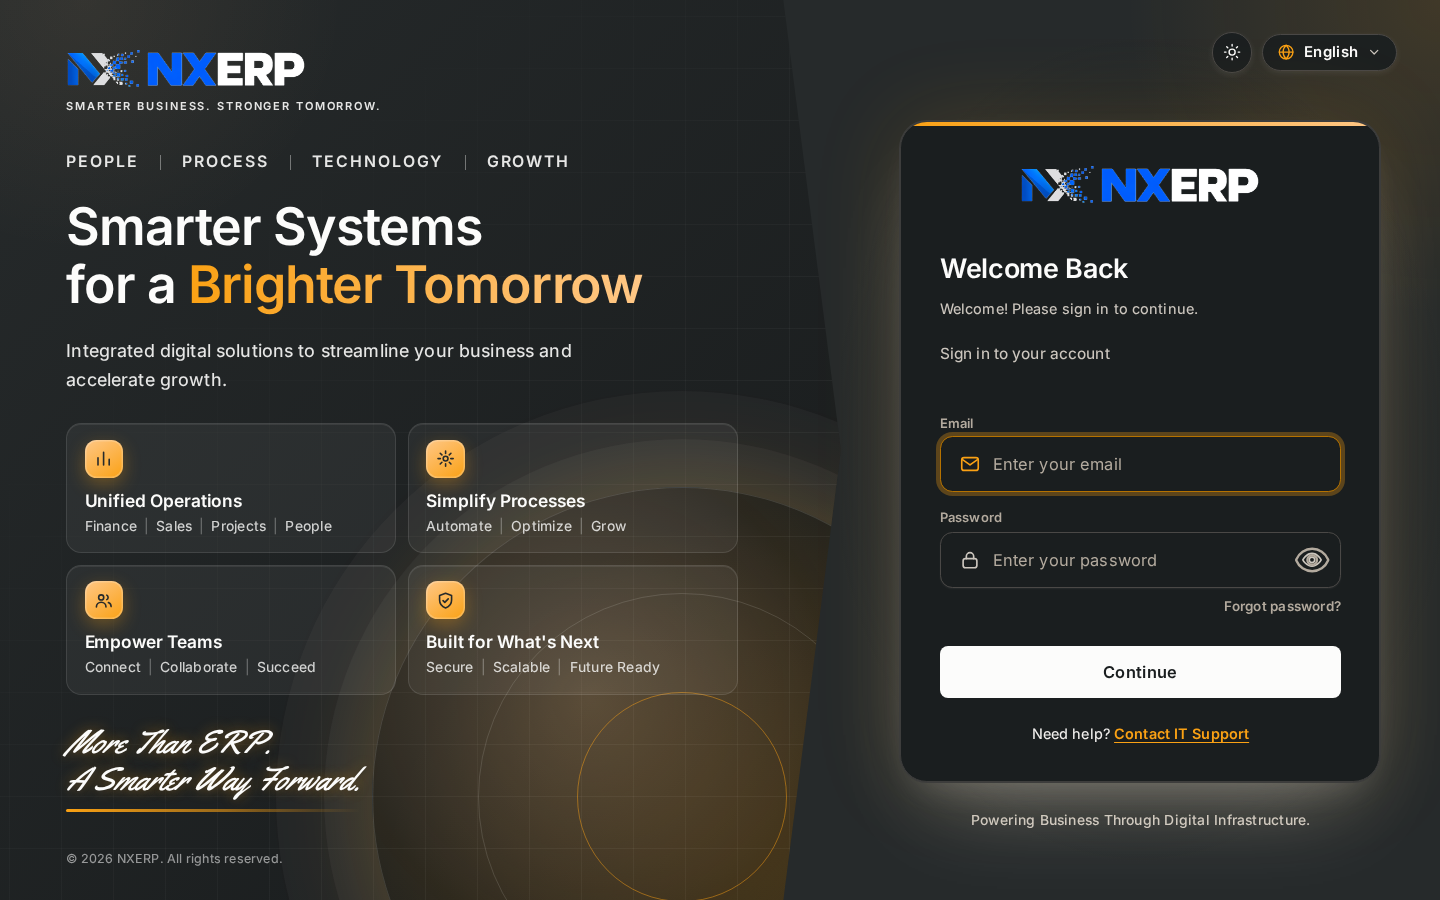 NXERP
SMARTER BUSINESS. STRONGER TOMORROW.
PEOPLE | PROCESS | TECHNOLOGY | GROWTH
Smarter Systems
for a Brighter Tomorrow
Integrated digital solutions to streamline your business and
accelerate growth.
Unified Operations
Finance | Sales | Projects | People
Simplify Processes
Automate | Optimize | Grow
Empower Teams
Connect | Collaborate | Succeed
Built for What's Next
Secure | Scalable | Future Ready
More Than ERP.
A Smarter Way Forward.
© 2026 NXERP. All rights reserved.
English
NXERP
Welcome Back
Welcome! Please sign in to continue.
Sign in to your account
Email
Enter your email
Password
Enter your password
Forgot password?
Continue
Need help? Contact IT Support
Powering Business Through Digital Infrastructure.